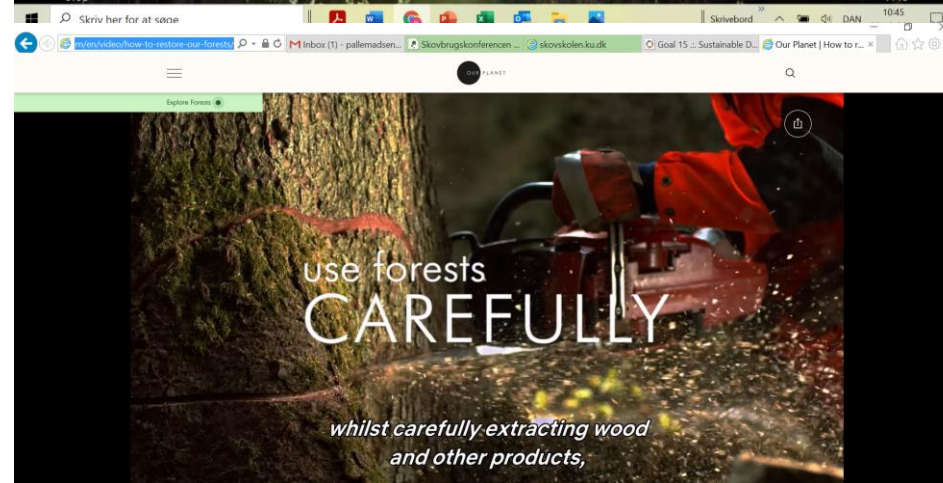 Skriv her for at søge
Skrivebord
DAN
10:45
m/en/video/how-to-restore-our-forests/
Inbox (1) - pallemadsen...
Skovbrugskonferencen ...
skovskolen.ku.dk
Goal 15 .:. Sustainable D...
Our Planet | How to r...
OUR PLANET
Explore Forests
use forests
CAREFULLY
whilst carefully extracting wood
and other products,